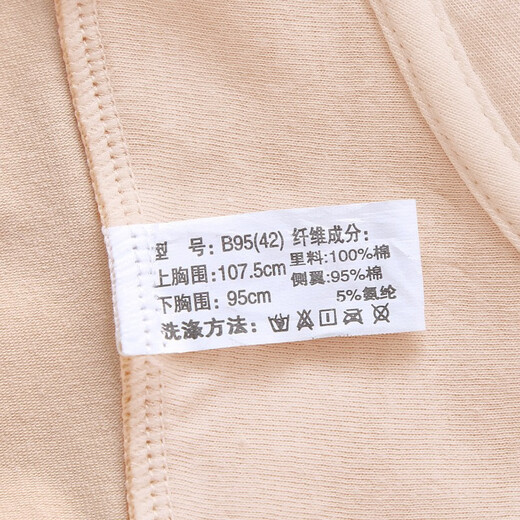 型 号：B95(42) 纤维成分：
上胸围：107.5cm 里料：100%棉
下胸围：95cm 侧翼：95%棉
5%氨纶
洗涤方法：